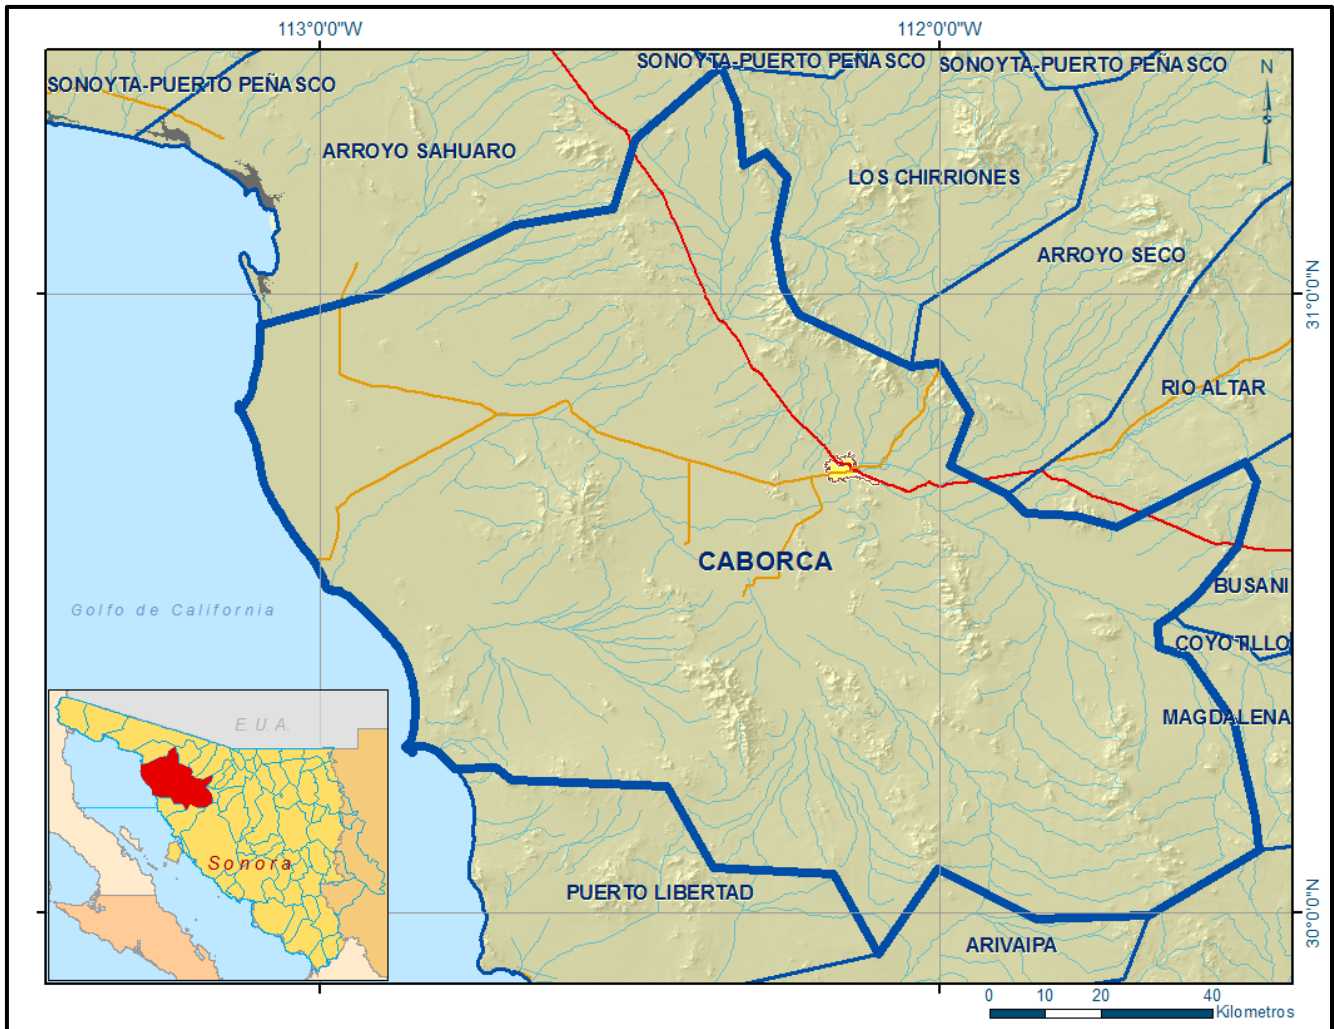 113°0'0"W
112°0'0"W
SONOYTA-PUERTO PEÑASCO
SONOYTA-PUERTO PEÑASCO
SONOYTA-PUERTO PEÑASCO
N
ARROYO SAHUARO
LOS CHIRRIONES
ARROYO SECO
31°0'0"N
RIO ALTAR
CABORCA
BUSANI
Golfo de California
COYOTILLO
MAGDALENA
E. U. A.
Sonora
PUERTO LIBERTAD
30°0'0"N
ARIVAIPA
0 10 20 40
Kilometros